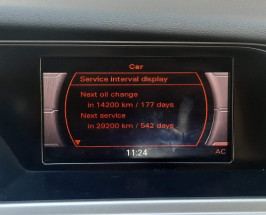 Car
Service interval display
Next oil change
in 14200 km / 177 days
Next service
in 29200 km / 542 days
11:24
AC